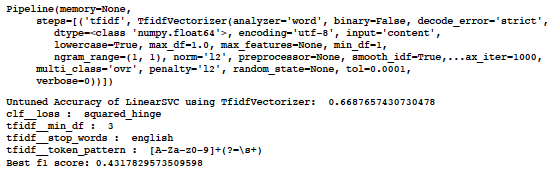 Pipeline(memory=None,
steps=[('tfidf', TfidfVectorizer(analyzer='word', binary=False, decode_error='strict',
dtype=<class 'numpy.float64'>, encoding='utf-8', input='content',
lowercase=True, max_df=1.0, max_features=None, min_df=1,
ngram_range=(1, 1), norm='l2', preprocessor=None, smooth_idf=True,...ax_iter=1000,
multi_class='ovr', penalty='l2', random_state=None, tol=0.0001,
verbose=0))])
Untuned Accuracy of LinearSVC using TfidfVectorizer: 0.6687657430730478
clf__loss : squared_hinge
tfidf__min_df : 3
tfidf__stop_words : english
tfidf__token_pattern : [A-Za-z0-9]+(?=\s+)
Best f1 score: 0.4317829573509598